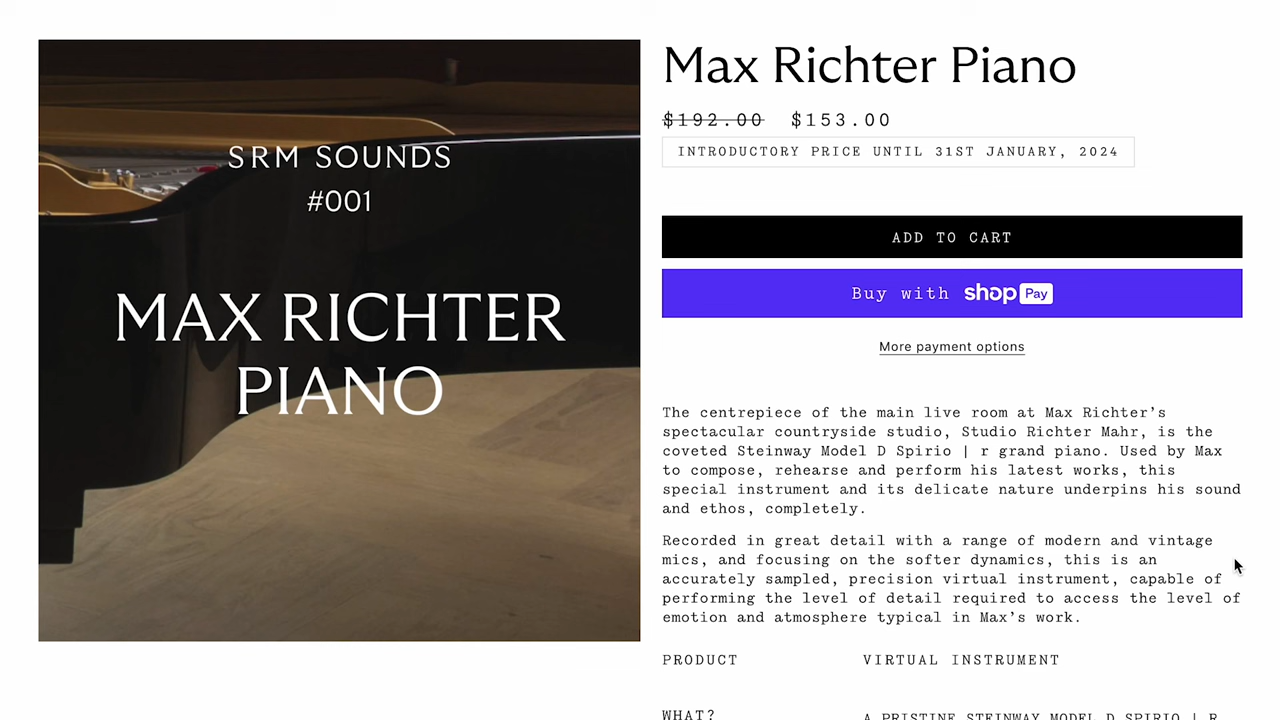 SRM SOUNDS
#001
MAX RICHTER
PIANO
Max Richter Piano
$192.00 $153.00
INTRODUCTORY PRICE UNTIL 31ST JANUARY, 2024
ADD TO CART
Buy with shop Pay
More payment options
The centrepiece of the main live room at Max Richter’s
spectacular countryside studio, Studio Richter Mahr, is the
coveted Steinway Model D Spirio | r grand piano. Used by Max
to compose, rehearse and perform his latest works, this
special instrument and its delicate nature underpins his sound
and ethos, completely.
Recorded in great detail with a range of modern and vintage
mics, and focusing on the softer dynamics, this is an
accurately sampled, precision virtual instrument, capable of
performing the level of detail required to access the level of
emotion and atmosphere typical in Max’s work.
PRODUCT VIRTUAL INSTRUMENT
WHAT? A PRISTINE STEINWAY MODEL D SPIRIO | R